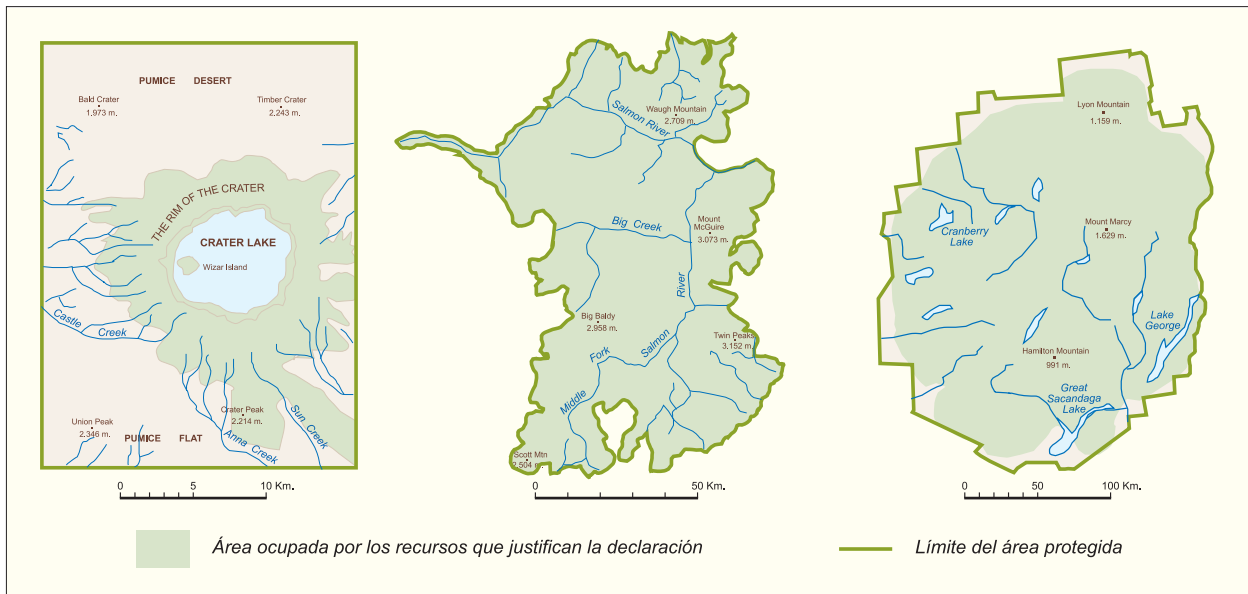 PUMICE DESERT
Bald Crater
1,973 m.
Timber Crater
2,243 m.
THE RIM OF THE CRATER
CRATER LAKE
Wizar Island
Castle
Creek
Crater Peak
2,214 m.
Union Peak
2,346 m.
PUMICE FLAT
Anna Creek
Sun Creek
0 5 10 Km.
Waugh Mountain
2.709 m.
Salmon River
Big Creek
Mount
McGuire
3.073 m.
River
Big Baldy
2.958 m.
Twin Peaks
3.152 m.
Salmon
Fork
Middle
Scott Mtn
2.504 m.
0 50 Km.
Lyon Mountain
1.159 m.
Mount Marcy
1.629 m.
Cranberry
Lake
Lake
George
Hamilton Mountain
991 m.
Great
Sacandaga
Lake
0 50 100 Km.
Área ocupada por los recursos que justifican la declaración
Límite del área protegida